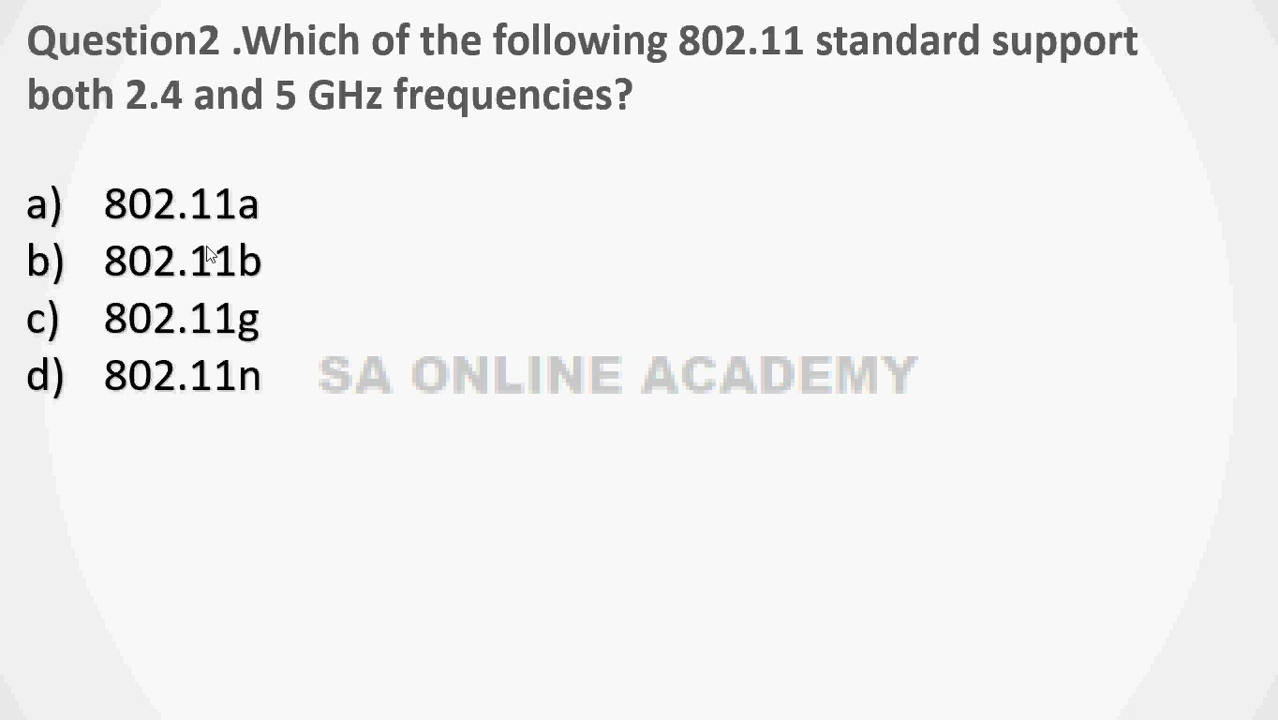 Question2 .Which of the following 802.11 standard support
both 2.4 and 5 GHz frequencies?
a) 802.11a
b) 802.11b
c) 802.11g
d) 802.11n
SA ONLINE ACADEMY